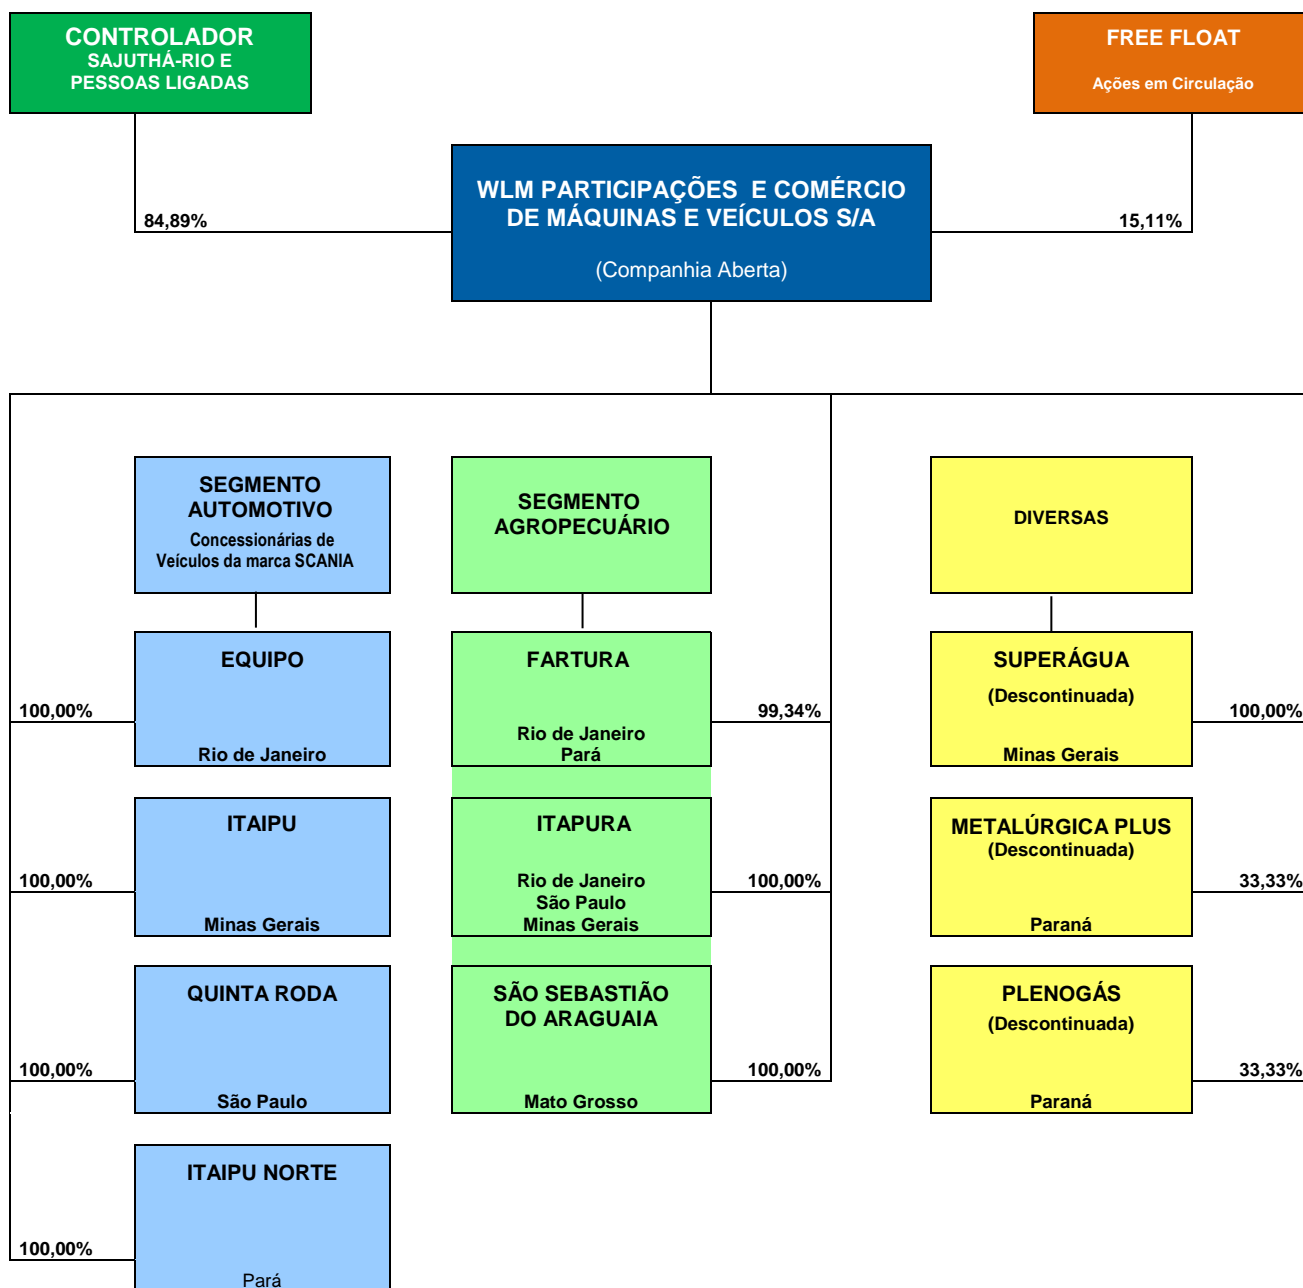 CONTROLADOR
SAJUTHÁ-RIO E
PESSOAS LIGADAS
FREE FLOAT
Ações em Circulação
WLM PARTICIPAÇÕES E COMÉRCIO
DE MÁQUINAS E VEÍCULOS S/A
(Companhia Aberta)
84,89%
15,11%
SEGMENTO
AUTOMOTIVO
Concessionárias de
Veículos da marca SCANIA
SEGMENTO
AGROPECUÁRIO
DIVERSAS
EQUIPO
Rio de Janeiro
100,00%
FARTURA
Rio de Janeiro
Pará
99,34%
SUPERÁGUA
(Descontinuada)
Minas Gerais
100,00%
ITAIPU
Minas Gerais
100,00%
ITAPURA
Rio de Janeiro
São Paulo
Minas Gerais
100,00%
METALÚRGICA PLUS
(Descontinuada)
Paraná
33,33%
QUINTA RODA
São Paulo
100,00%
SÃO SEBASTIÃO
DO ARAGUAIA
Mato Grosso
100,00%
PLENOGÁS
(Descontinuada)
Paraná
33,33%
ITAIPU NORTE
Pará
100,00%